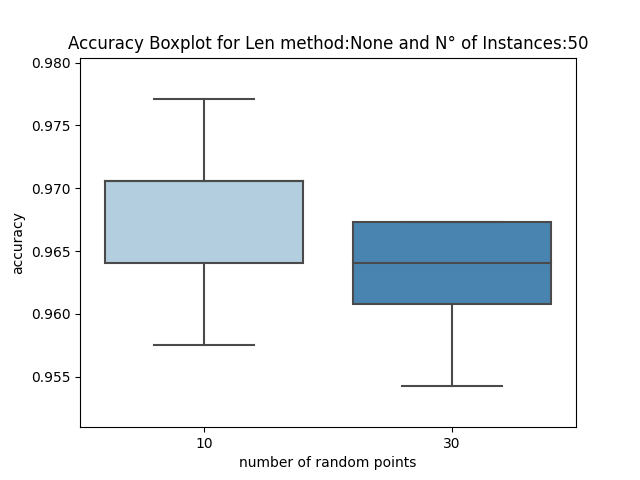 Accuracy Boxplot for Len method:None and N° of Instances:50
0.980
0.975
0.970
0.965
0.960
0.955
accuracy
10
30
number of random points